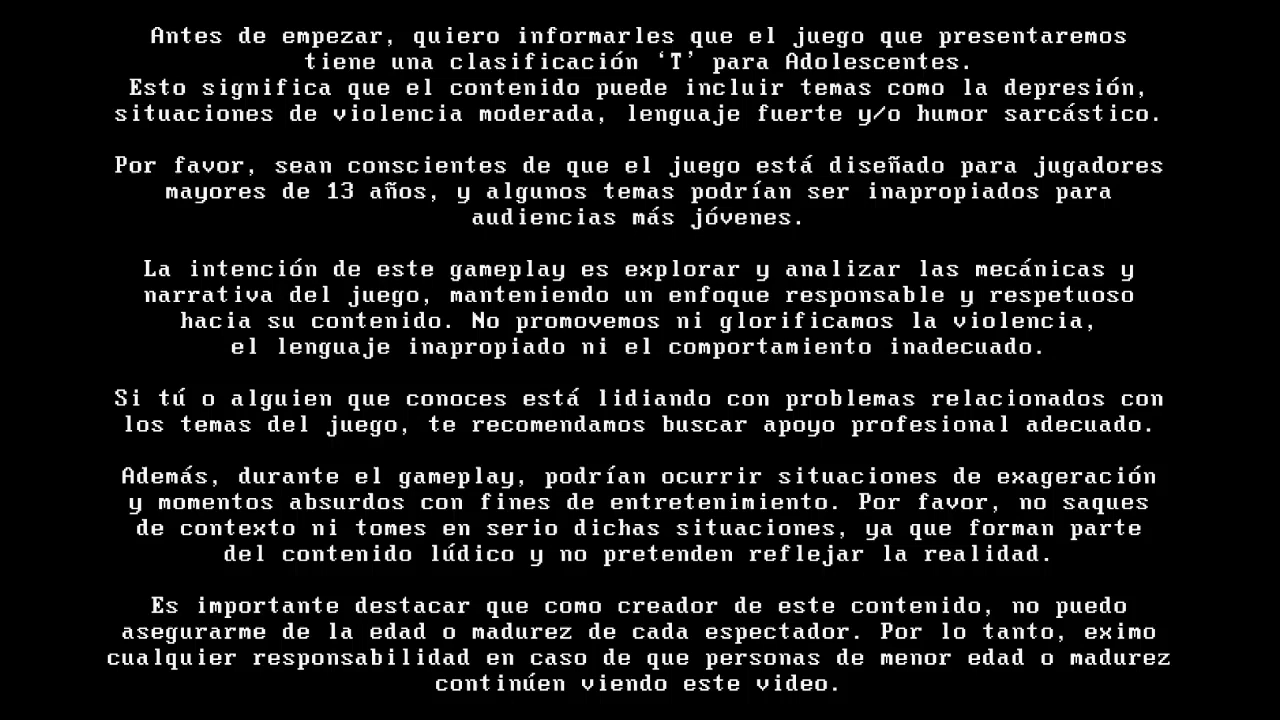 Antes de empezar, quiero informarles que el juego que presentaremos
tiene una clasificación ‘T’ para Adolescentes.
Esto significa que el contenido puede incluir temas como la depresión,
situaciones de violencia moderada, lenguaje fuerte y/o humor sarcástico.
Por favor, sean conscientes de que el juego está diseñado para jugadores
mayores de 13 años, y algunos temas podrían ser inapropiados para
audiencias más jóvenes.
La intención de este gameplay es explorar y analizar las mecánicas y
narrativa del juego, manteniendo un enfoque responsable y respetuoso
hacia su contenido. No promovemos ni glorificamos la violencia,
el lenguaje inapropiado ni el comportamiento inadecuado.
Si tú o alguien que conoces está lidiando con problemas relacionados con
los temas del juego, te recomendamos buscar apoyo profesional adecuado.
Además, durante el gameplay, podrían ocurrir situaciones de exageración
y momentos absurdos con fines de entretenimiento. Por favor, no saques
de contexto ni tomes en serio dichas situaciones, ya que forman parte
del contenido lúdico y no pretenden reflejar la realidad.
Es importante destacar que como creador de este contenido, no puedo
asegurarme de la edad o madurez de cada espectador. Por lo tanto, eximo
cualquier responsabilidad en caso de que personas de menor edad o madurez
continúen viendo este video.